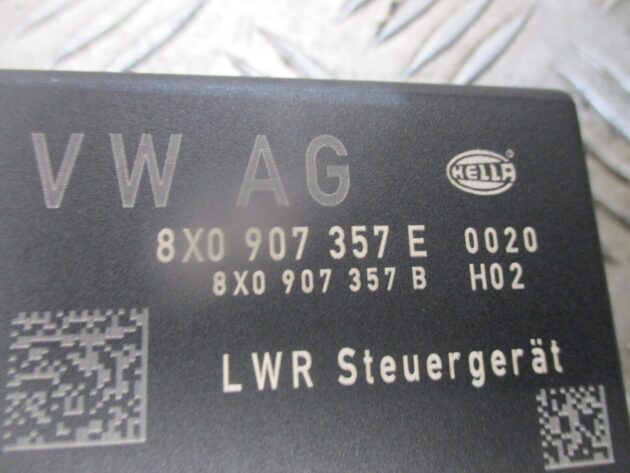 VW AG
HELLA ®
8X0 907 357 E 0020
8X0 907 357 B H02
LWR Steuergerät